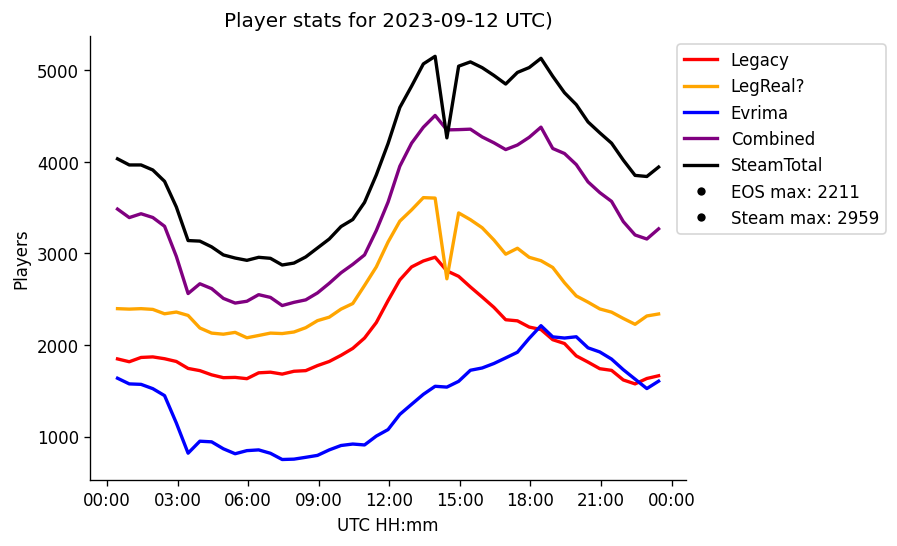 Player stats for 2023-09-12 UTC)
Legacy
LegReal?
Evrima
Combined
SteamTotal
EOS max: 2211
Steam max: 2959
Players
5000
4000
3000
2000
1000
00:00 03:00 06:00 09:00 12:00 15:00 18:00 21:00 00:00
UTC HH:mm